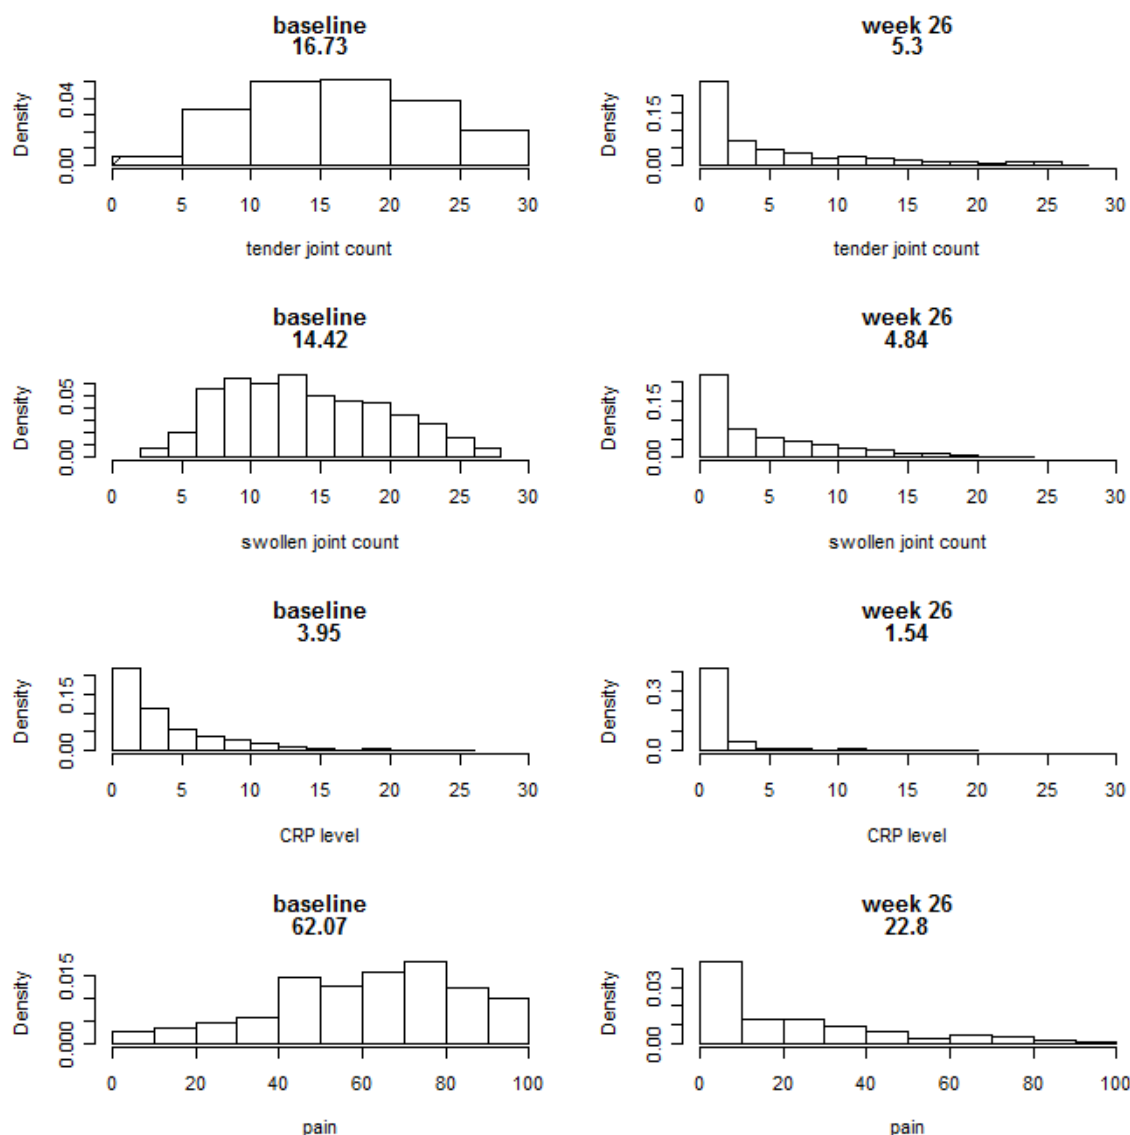 baseline
16.73
Density
0.00
0.04
0 5 10 15 20 25 30
tender joint count
week 26
5.3
Density
0.00
0.15
0 5 10 15 20 25 30
tender joint count
baseline
14.42
Density
0.00
0.05
0 5 10 15 20 25 30
swollen joint count
week 26
4.84
Density
0.00
0.15
0 5 10 15 20 25 30
swollen joint count
baseline
3.95
Density
0.00
0.15
0 5 10 15 20 25 30
CRP level
week 26
1.54
Density
0.0
0.3
0 5 10 15 20 25 30
CRP level
baseline
62.07
Density
0.000
0.015
0 20 40 60 80 100
pain
week 26
22.8
Density
0.00
0.03
0 20 40 60 80 100
pain